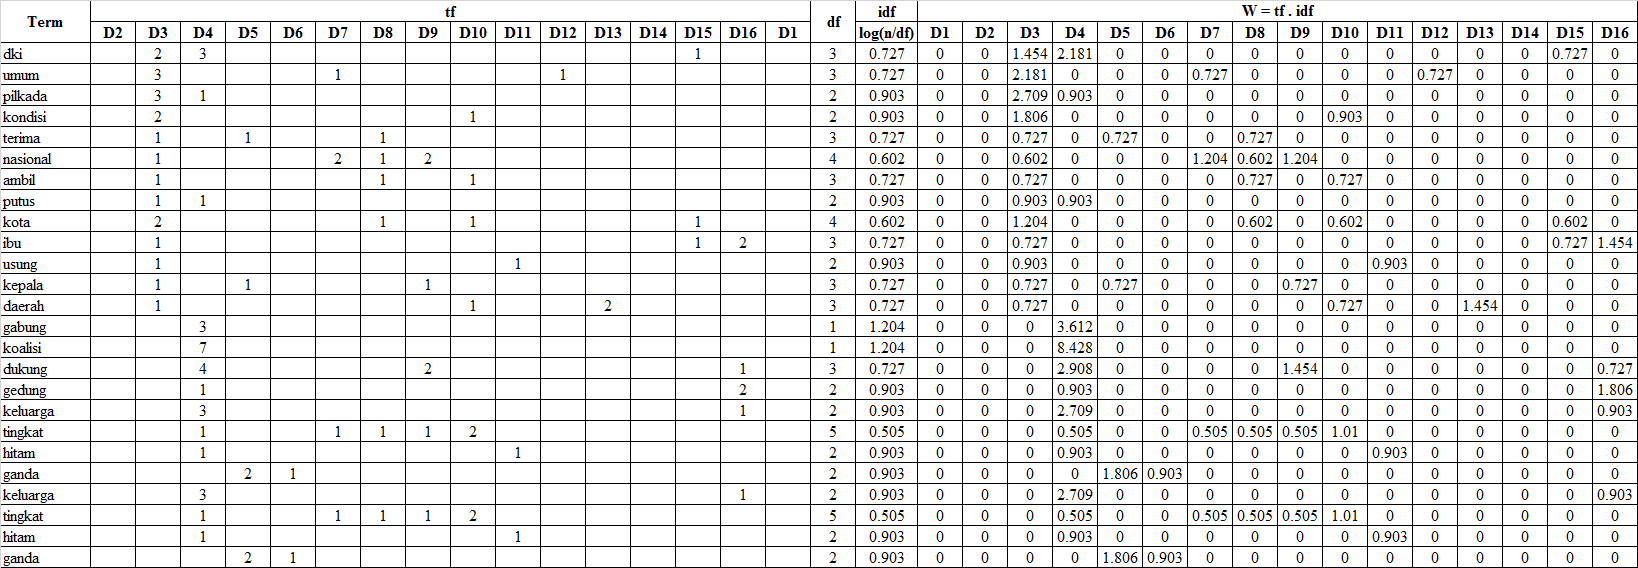 Term tf df idf W = tf . idf
D2 D3 D4 D5 D6 D7 D8 D9 D10 D11 D12 D13 D14 D15 D16 D1 log(n/df) D1 D2 D3 D4 D5 D6 D7 D8 D9 D10 D11 D12 D13 D14 D15 D16
dki 2 3 1 3 0.727 0 0 1.454 2.181 0 0 0 0 0 0 0 0 0 0 0.727 0
umum 3 1 1 3 0.727 0 0 2.181 0 0 0 0.727 0 0 0 0 0.727 0 0 0 0
pilkada 3 1 2 0.903 0 0 2.709 0.903 0 0 0 0 0 0 0 0 0 0 0 0
kondisi 2 1 2 0.903 0 0 1.806 0 0 0 0 0 0 0.903 0 0 0 0 0 0
terima 1 1 1 3 0.727 0 0 0.727 0 0.727 0 0 0.727 0 0 0 0 0 0 0 0
nasional 1 2 1 2 4 0.602 0 0 0.602 0 0 0 1.204 0.602 1.204 0 0 0 0 0 0 0
ambil 1 1 1 3 0.727 0 0 0.727 0 0 0 0 0.727 0 0.727 0 0 0 0 0 0
putus 1 1 2 0.903 0 0 0.903 0.903 0 0 0 0 0 0 0 0 0 0 0 0
kota 2 1 1 1 4 0.602 0 0 1.204 0 0 0 0 0.602 0 0.602 0 0 0 0 0.602 0
ibu 1 1 2 3 0.727 0 0 0.727 0 0 0 0 0 0 0 0 0 0 0 0.727 1.454
usung 1 1 2 0.903 0 0 0.903 0 0 0 0 0 0 0 0.903 0 0 0 0 0
kepala 1 1 1 3 0.727 0 0 0.727 0 0.727 0 0 0 0.727 0 0 0 0 0 0 0
daerah 1 1 2 3 0.727 0 0 0.727 0 0 0 0 0 0 0.727 0 0 1.454 0 0 0
gabung 3 1 1.204 0 0 0 3.612 0 0 0 0 0 0 0 0 0 0 0 0
koalisi 7 1 1.204 0 0 0 8.428 0 0 0 0 0 0 0 0 0 0 0 0
dukung 4 2 1 3 0.727 0 0 0 2.908 0 0 0 0 1.454 0 0 0 0 0 0 0.727
gedung 1 2 2 0.903 0 0 0 0.903 0 0 0 0 0 0 0 0 0 0 0 1.806
keluarga 3 1 2 0.903 0 0 0 2.709 0 0 0 0 0 0 0 0 0 0 0 0.903
tingkat 1 1 1 1 2 5 0.505 0 0 0 0.505 0 0 0.505 0.505 0.505 1.01 0 0 0 0 0 0
hitam 1 1 2 0.903 0 0 0 0.903 0 0 0 0 0 0 0.903 0 0 0 0 0
ganda 2 1 2 0.903 0 0 0 0 1.806 0.903 0 0 0 0 0 0 0 0 0 0
keluarga 3 1 2 0.903 0 0 0 2.709 0 0 0 0 0 0 0 0 0 0 0 0.903
tingkat 1 1 1 1 2 5 0.505 0 0 0 0.505 0 0 0.505 0.505 0.505 1.01 0 0 0 0 0 0
hitam 1 1 2 0.903 0 0 0 0.903 0 0 0 0 0 0 0.903 0 0 0 0 0
ganda 2 1 2 0.903 0 0 0 0 1.806 0.903 0 0 0 0 0 0 0 0 0 0